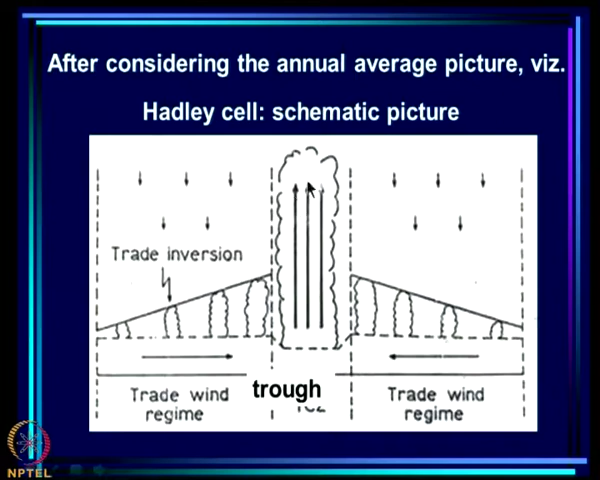 After considering the annual average picture, viz.
Hadley cell: schematic picture
Trade inversion
trough
Trade wind
regime
Trade wind
regime
NPTEL